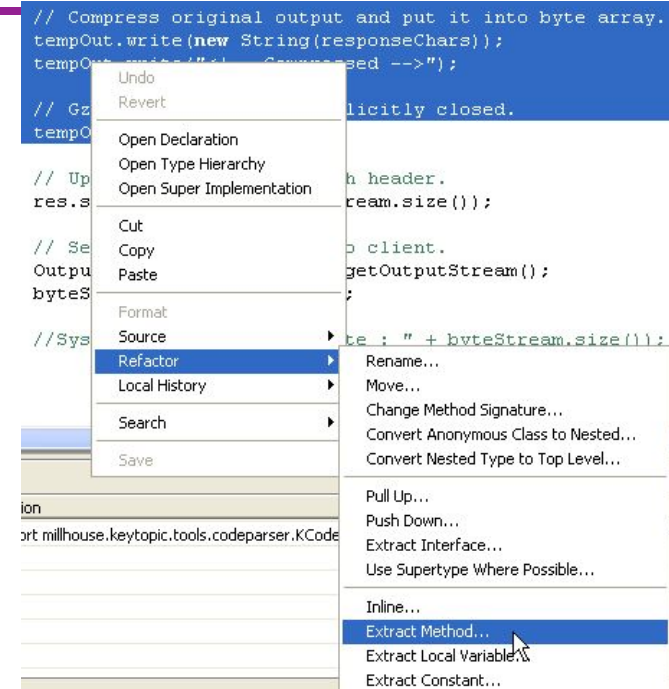 // Compress original output and put it into byte array.
tempOut.write(new String(responseChars));
tempO
sed -->");
// Gz
licitly closed.
tempO
// Up
h header.
res.s
ream.size());
// Se
o client.
Outpu
getOutputStream();
byteS
;
//Sys
te : " + byteStream.size());
Undo
Revert
Open Declaration
Open Type Hierarchy
Open Super Implementation
Cut
Copy
Paste
Format
Source
Refactor
Local History
Search
Save
Rename...
Move...
Change Method Signature...
Convert Anonymous Class to Nested...
Convert Nested Type to Top Level...
Pull Up...
Push Down...
Extract Interface...
Use Supertype Where Possible...
Inline...
Extract Method...
Extract Local Variable...
Extract Constant...
ion
ort millhouse.keytopic.tools.codeparser.KCode